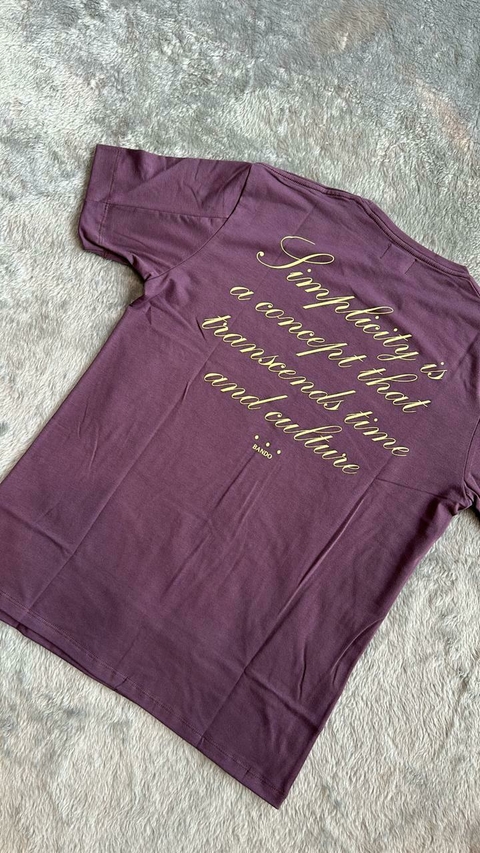 Simplicity is
a concept that
transcends time
and culture
BANDO